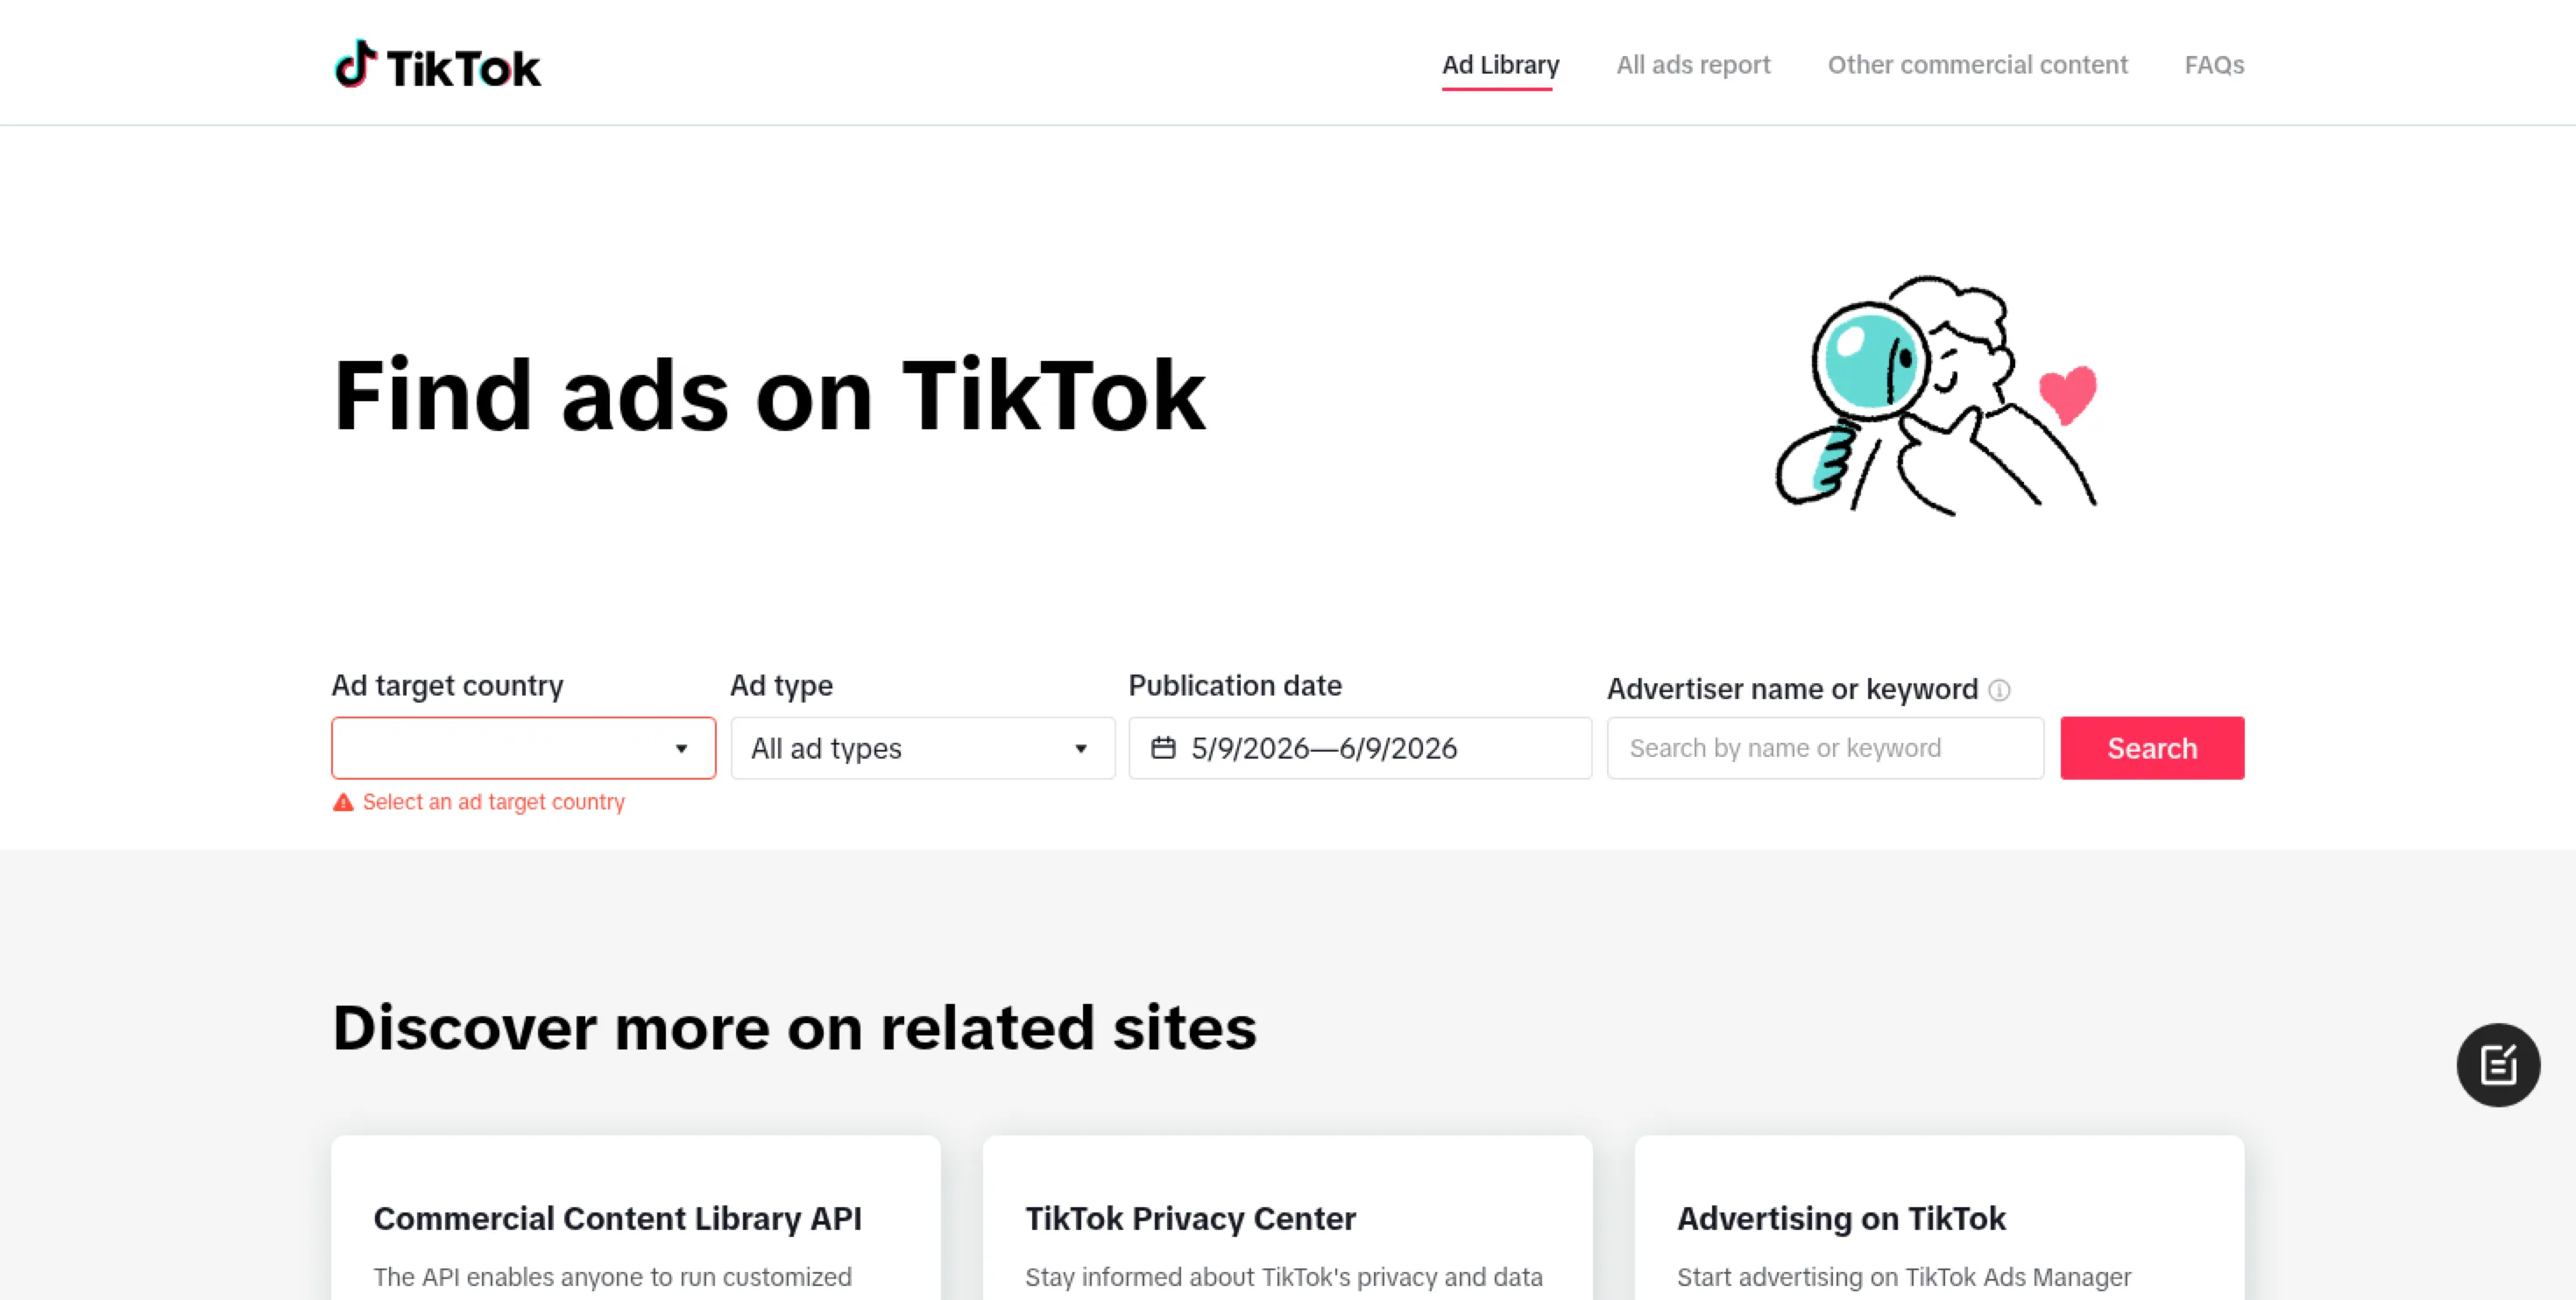 TikTok
Ad Library
All ads report
Other commercial content
FAQs
Find ads on TikTok
Ad target country
Ad type
Publication date
Advertiser name or keyword
All ad types
5/9/2026—6/9/2026
Search by name or keyword
Search
Select an ad target country
Discover more on related sites
Commercial Content Library API
The API enables anyone to run customized
TikTok Privacy Center
Stay informed about TikTok's privacy and data
Advertising on TikTok
Start advertising on TikTok Ads Manager